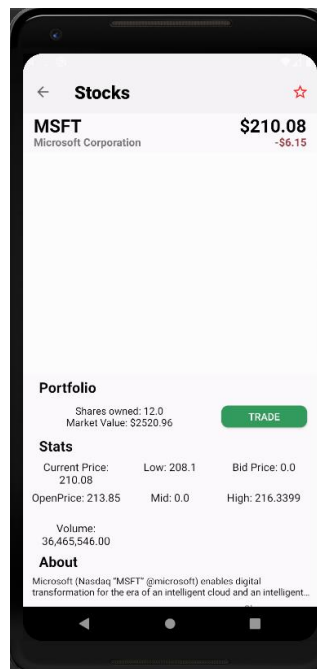 Stocks
MSFT $210.08
Microsoft Corporation -$6.15
Portfolio
Shares owned: 12.0
Market Value: $2520.96
TRADE
Stats
Current Price: Low: 208.1 Bid Price: 0.0
210.08
OpenPrice: 213.85 Mid: 0.0 High: 216.3399
Volume:
36,465,546.00
About
Microsoft (Nasdaq "MSFT" @microsoft) enables digital
transformation for the era of an intelligent cloud and an intelligent...